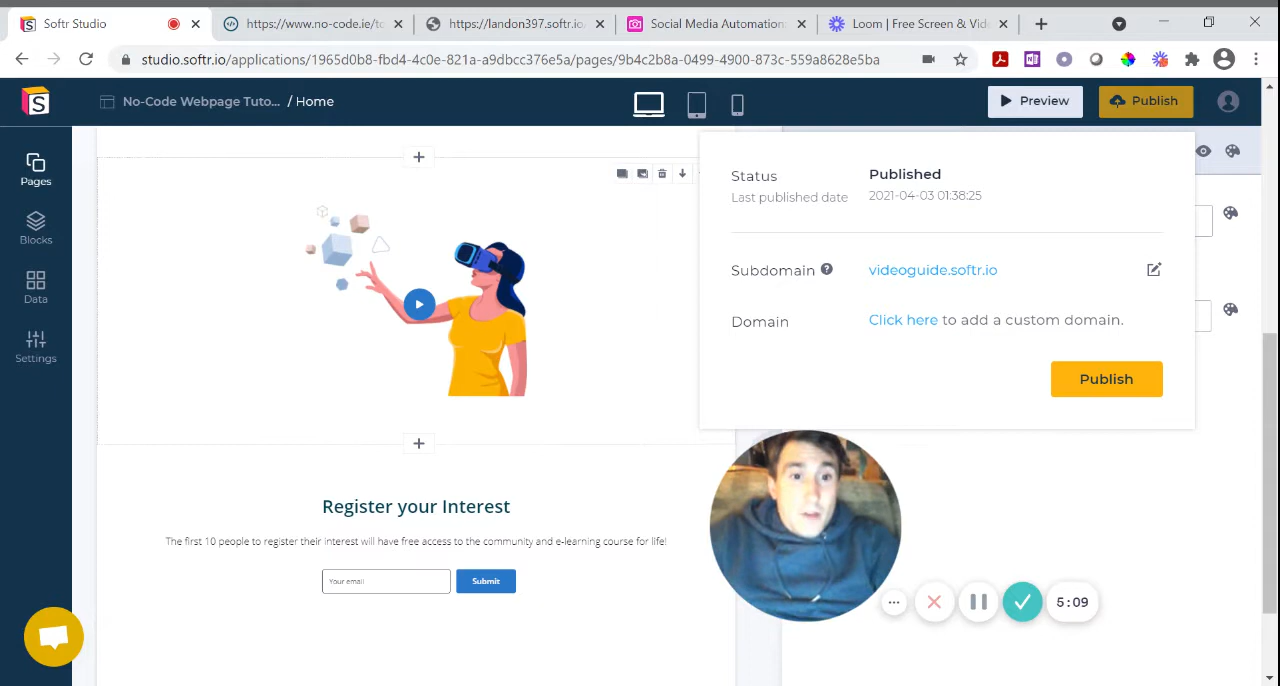 Softr Studio
https://www.no-code.ie/to
https://landon397.softr.io/
Social Media Automation:
Loom | Free Screen & Vide
studio.softr.io/applications/1965d0b8-fbd4-4c0e-821a-a9dbcc376e5a/pages/9b4c2b8a-0499-4900-873c-559a8628e5ba
S
No-Code Webpage Tuto... / Home
Preview
Publish
Pages
Blocks
Data
Settings
Status
Published
Last published date
2021-04-03 01:38:25
Subdomain
videoguide.softr.io
Domain
Click here to add a custom domain.
Publish
Register your Interest
The first 10 people to register their interest will have free access to the community and e-learning course for life!
Your email
Submit
5:09